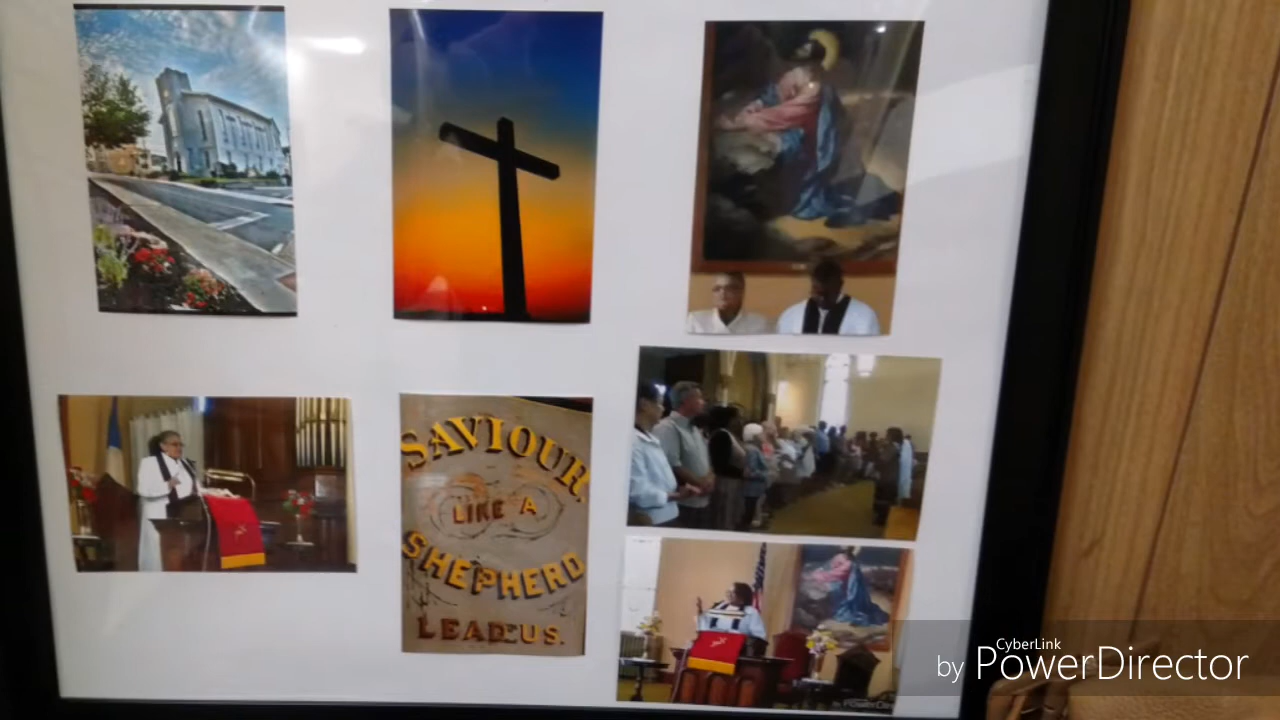 SAVIOUR.
LIKE A
SHEPHERD
LEAD US.
CyberLink
by PowerDirector